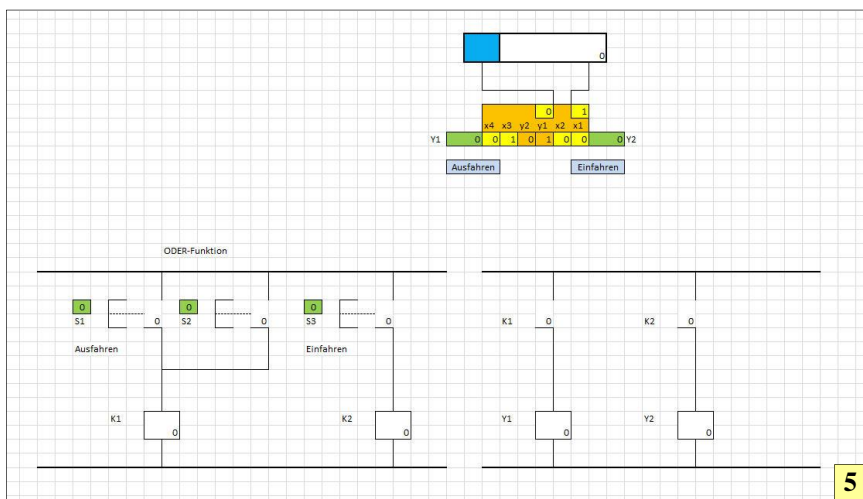 0
0 1
x4 x3 y2 y1 x2 x1
Y1 0 0 1 0 1 0 0 0 Y2
Ausfahren Einfahren
ODER-Funktion
0 0 0
S1 0 S2 0 S3 0 K1 0 K2 0
Ausfahren Einfahren
K1 0 K2 0 Y1 0 Y2 0
5